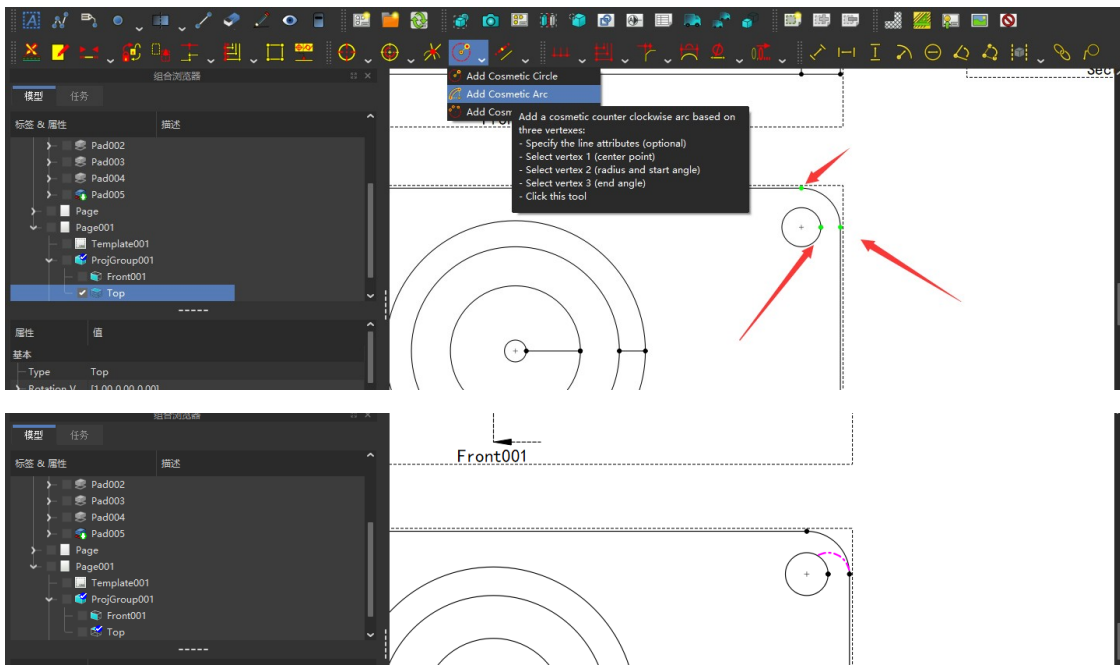 组合浏览器
模型 任务
标签 & 属性 描述
Pad002
Pad003
Pad004
Pad005
Page
Page001
Template001
ProjGroup001
Front001
Top
属性 值
基本
Type Top
Rotation V [1.00 0.00 0.00]
Add Cosmetic Circle
Add Cosmetic Arc
Add Cosm
Add a cosmetic counter clockwise arc based on
three vertexes:
- Specify the line attributes (optional)
- Select vertex 1 (center point)
- Select vertex 2 (radius and start angle)
- Select vertex 3 (end angle)
- Click this tool
Sec
组合浏览器
模型 任务
标签 & 属性 描述
Pad002
Pad003
Pad004
Pad005
Page
Page001
Template001
ProjGroup001
Front001
Top
Front001